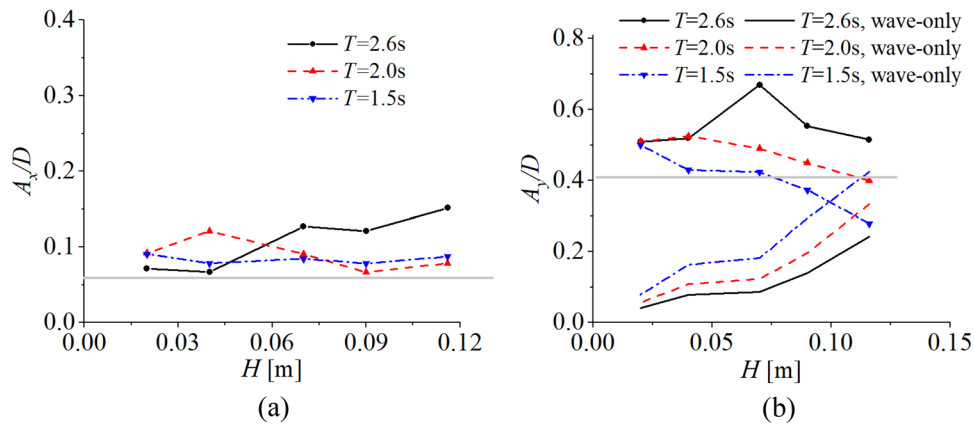 0.4
0.3
0.2
0.1
0.0
Ax/D
T=2.6s
T=2.0s
T=1.5s
0.00 0.03 0.06 0.09 0.12
H [m]
(a)
T=2.6s T=2.6s, wave-only
T=2.0s T=2.0s, wave-only
T=1.5s T=1.5s, wave-only
0.8
0.6
0.4
0.2
0.0
Ay/D
0.00 0.05 0.10 0.15
H [m]
(b)